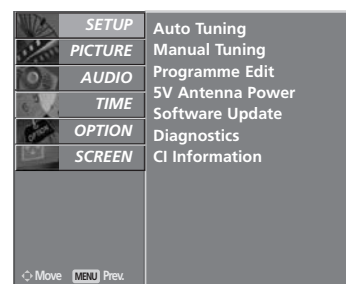 SETUP
PICTURE
AUDIO
TIME
OPTION
SCREEN
Auto Tuning
Manual Tuning
Programme Edit
5V Antenna Power
Software Update
Diagnostics
CI Information
Move MENU Prev.